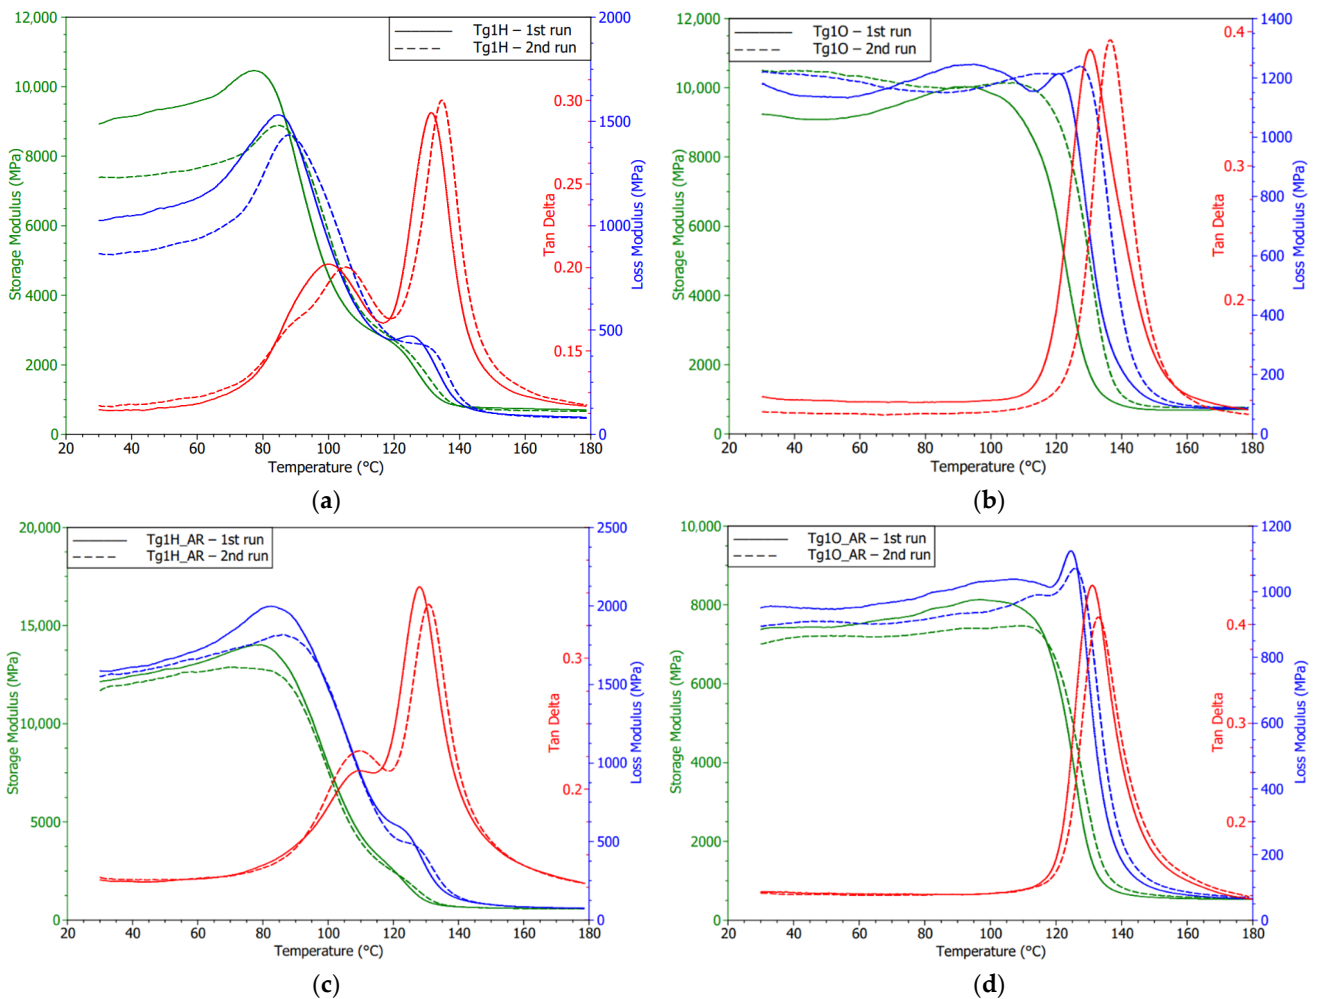 12,000
10,000
8000
6000
4000
2000
0
Storage Modulus (MPa)
Tg1H – 1st run
Tg1H – 2nd run
0.30
0.25
0.20
0.15
Tan Delta
2000
1500
1000
500
0
Loss Modulus (MPa)
20 40 60 80 100 120 140 160 180
Temperature (°C)
(a)
12,000
10,000
8000
6000
4000
2000
0
Storage Modulus (MPa)
Tg1O – 1st run
Tg1O – 2nd run
0.4
0.3
0.2
Tan Delta
1400
1200
1000
800
600
400
200
0
Loss Modulus (MPa)
20 40 60 80 100 120 140 160 180
Temperature (°C)
(b)
20,000
15,000
10,000
5000
0
Storage Modulus (MPa)
Tg1H_AR – 1st run
Tg1H_AR – 2nd run
0.3
0.2
Tan Delta
2500
2000
1500
1000
500
0
Loss Modulus (MPa)
20 40 60 80 100 120 140 160 180
Temperature (°C)
(c)
10,000
8000
6000
4000
2000
0
Storage Modulus (MPa)
Tg1O_AR – 1st run
Tg1O_AR – 2nd run
0.4
0.3
0.2
Tan Delta
1200
1000
800
600
400
200
0
Loss Modulus (MPa)
20 40 60 80 100 120 140 160 180
Temperature (°C)
(d)